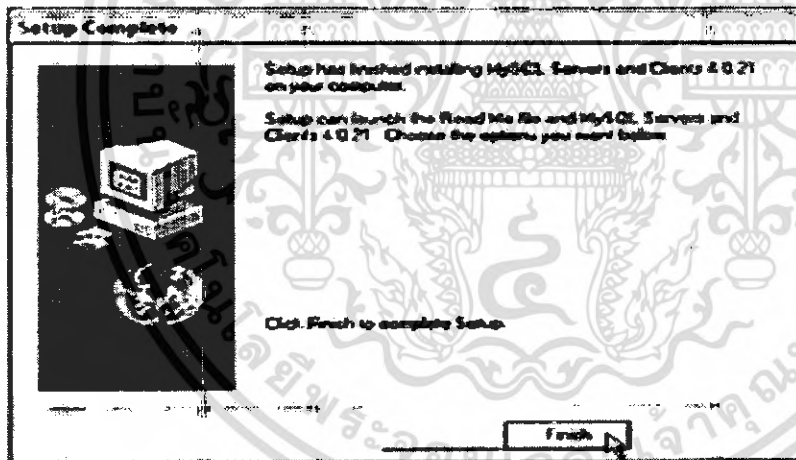 Setup Complete
Setup has finished installing MySQL Servers and Clients 4.0.21
on your computer.
Setup can launch the Read Me file and MySQL Servers and
Clients 4.0.21. Choose the options you want below.
Click Finish to complete Setup.
Finish